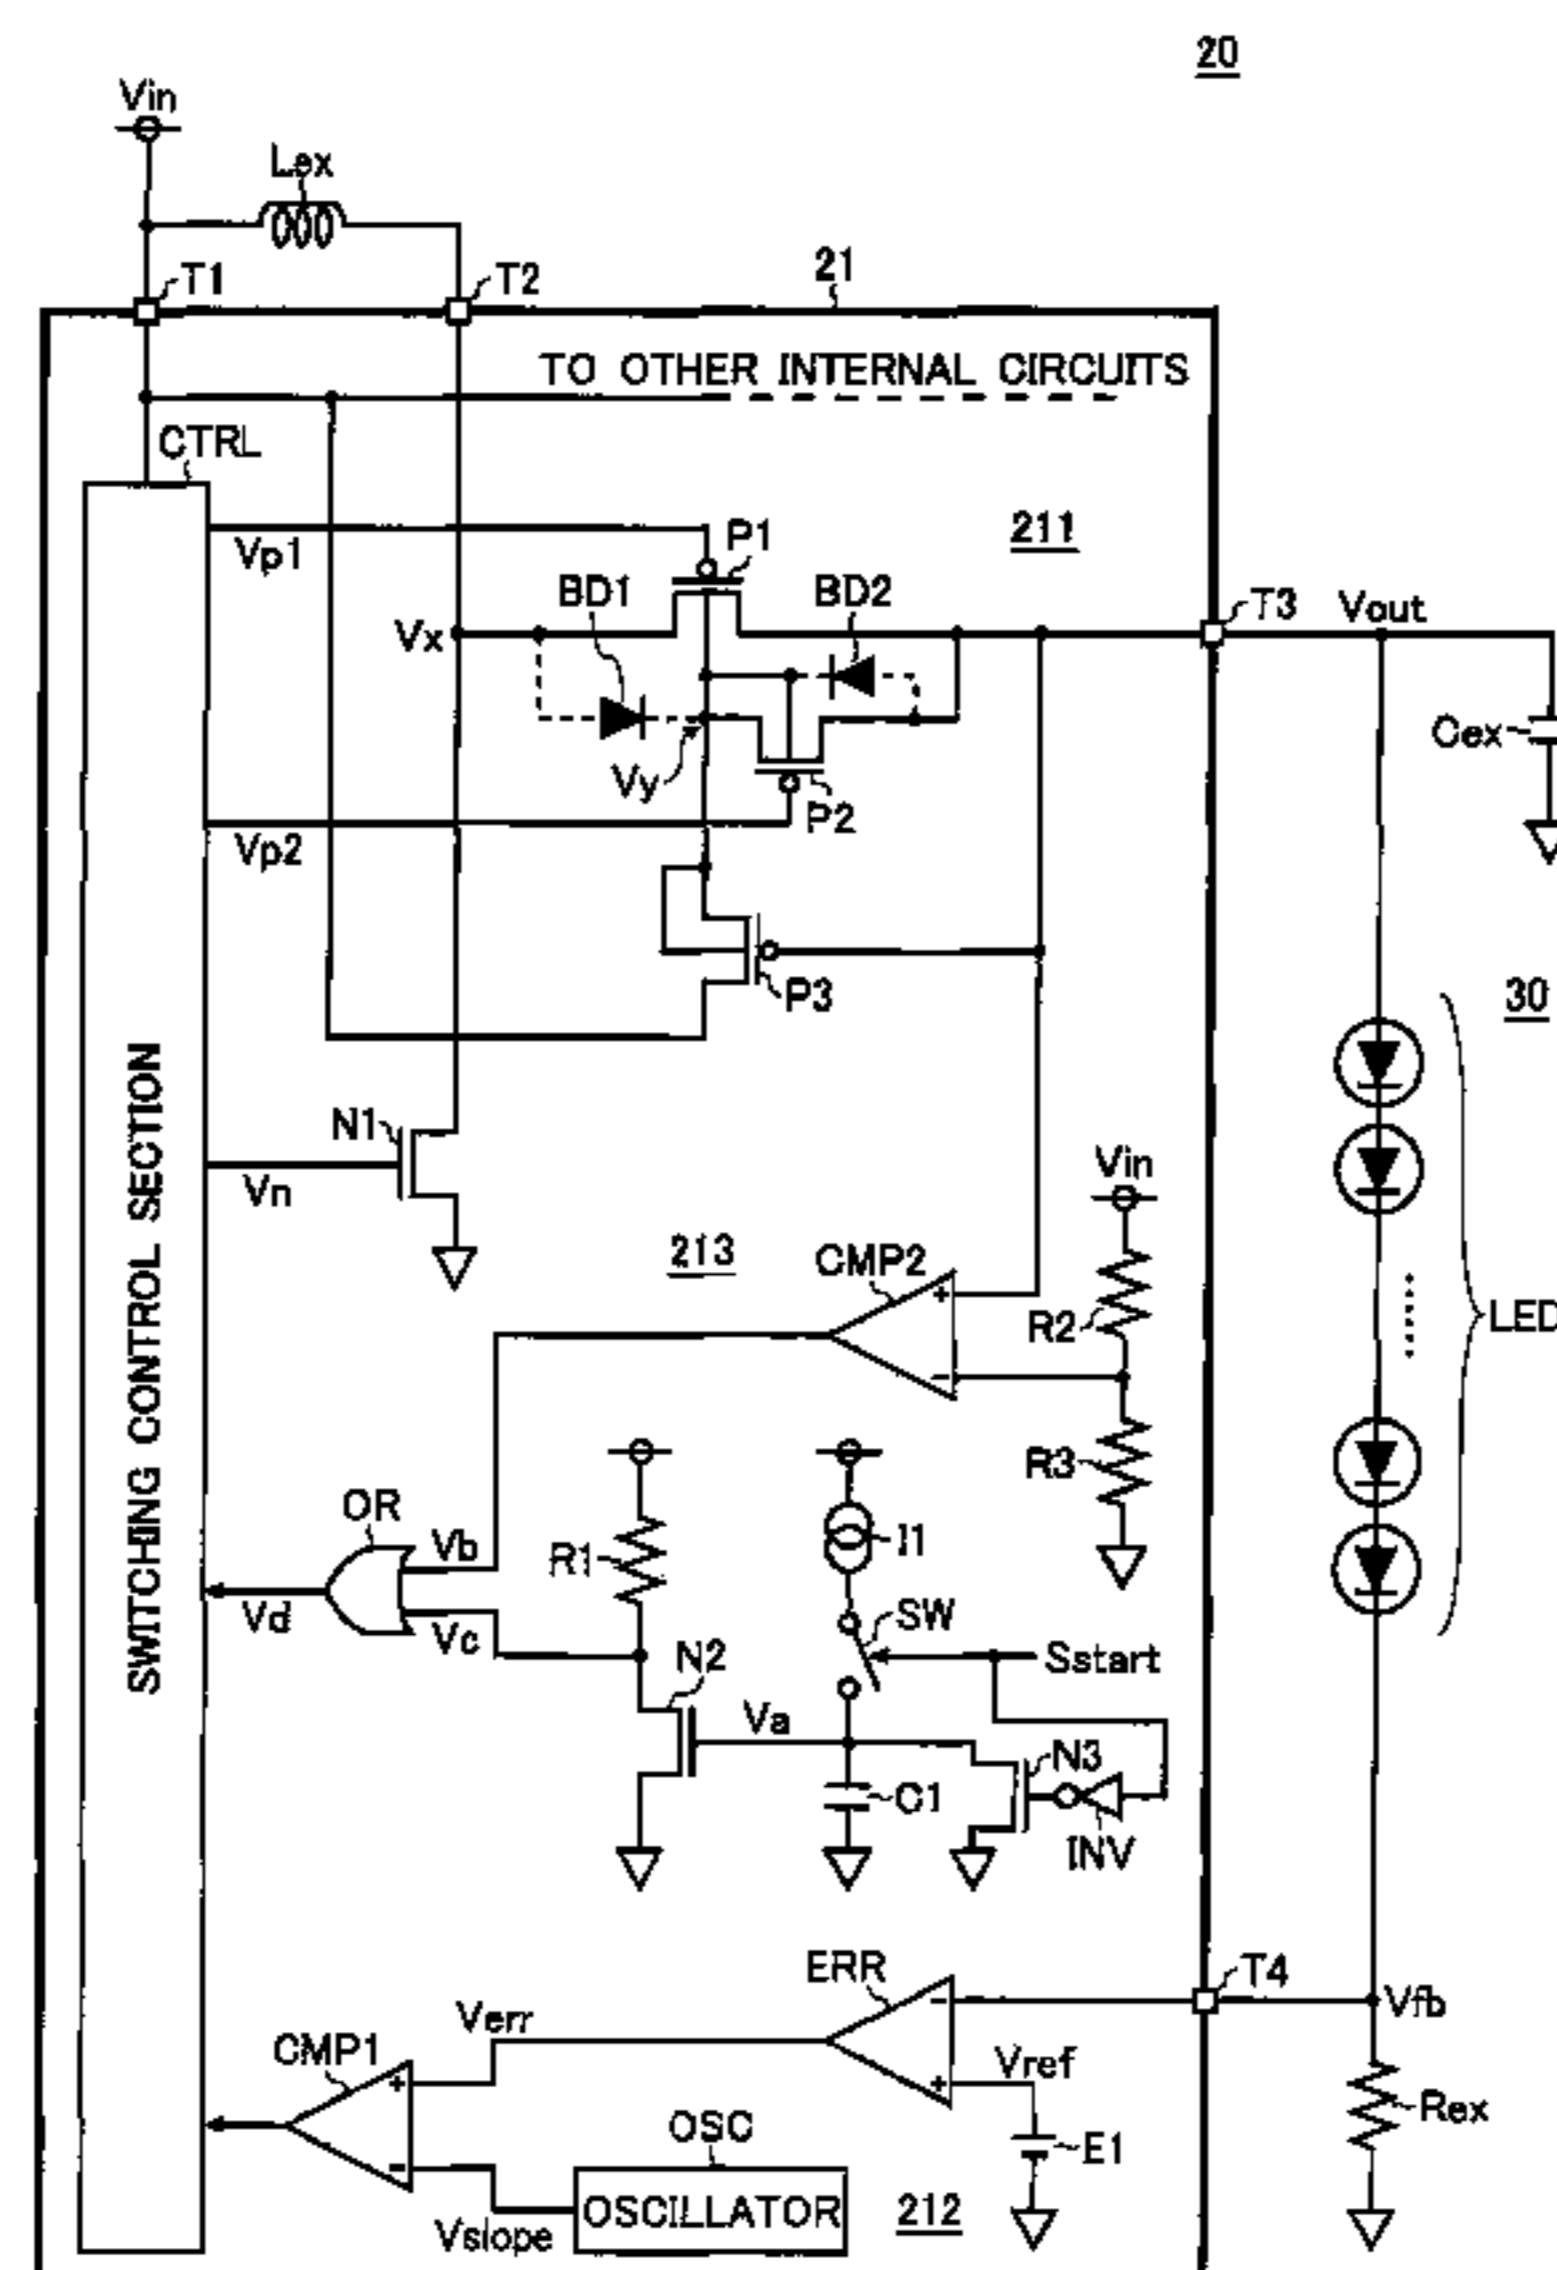 20
Vin
Lex
T1
T2
21
TO OTHER INTERNAL CIRCUITS
CTRL
Vp1
P1
211
BD1
BD2
T3
Vout
Vx
Cex
Vy
P2
Vp2
P3
30
SWITCHING CONTROL SECTION
N1
Vn
Vin
213
CMP2
+
R2
LED
-
R3
OR
Vb
R1
I1
Vd
Vc
SW
N2
Sstart
Va
N3
C1
INV
ERR
T4
Verr
-
Vfb
CMP1
Vref
+
+
Rex
OSC
E1
-
OSCILLATOR
212
Vslope